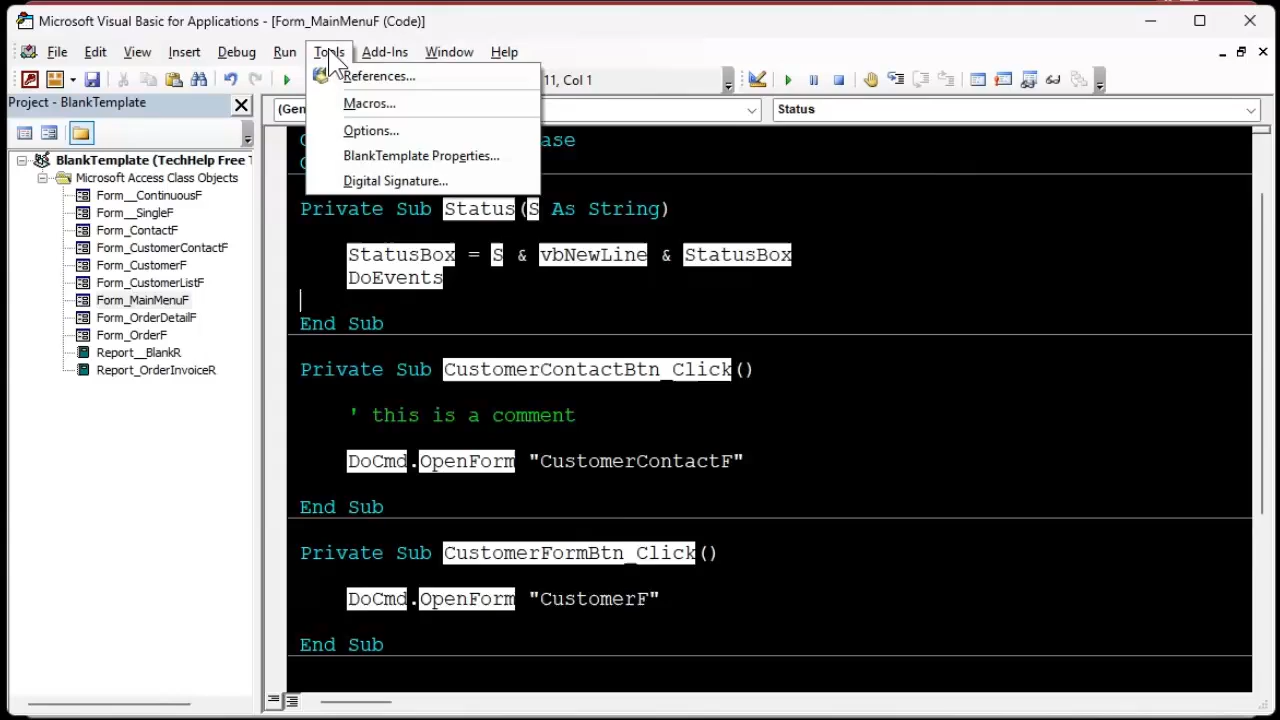 Microsoft Visual Basic for Applications - [Form_MainMenuF (Code)]
File Edit View Insert Debug Run Tools Add-Ins Window Help
11, Col 1
Project - BlankTemplate
(Gen
Status
References...
Macros...
Options...
BlankTemplate Properties...
Digital Signature...
BlankTemplate (TechHelp Free T
Microsoft Access Class Objects
Form__ContinuousF
Form__SingleF
Form_ContactF
Form_CustomerContactF
Form_CustomerF
Form_CustomerListF
Form_MainMenuF
Form_OrderDetailF
Form_OrderF
Report__BlankR
Report_OrderInvoiceR
ase
Private Sub Status(S As String)
StatusBox = S & vbNewLine & StatusBox
DoEvents
End Sub
Private Sub CustomerContactBtn_Click()
' this is a comment
DoCmd.OpenForm "CustomerContactF"
End Sub
Private Sub CustomerFormBtn_Click()
DoCmd.OpenForm "CustomerF"
End Sub